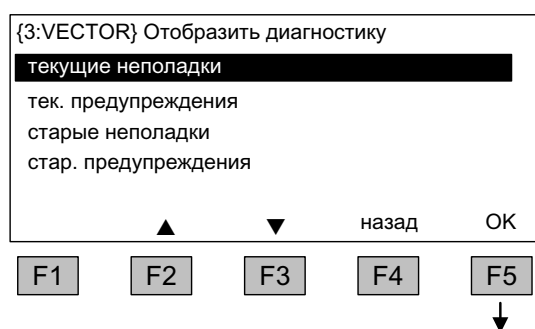 {3:VECTOR} Отобразить диагностику
текущие неполадки
тек. предупреждения
старые неполадки
стар. предупреждения
▲ ▼ назад OK
F1 F2 F3 F4 F5